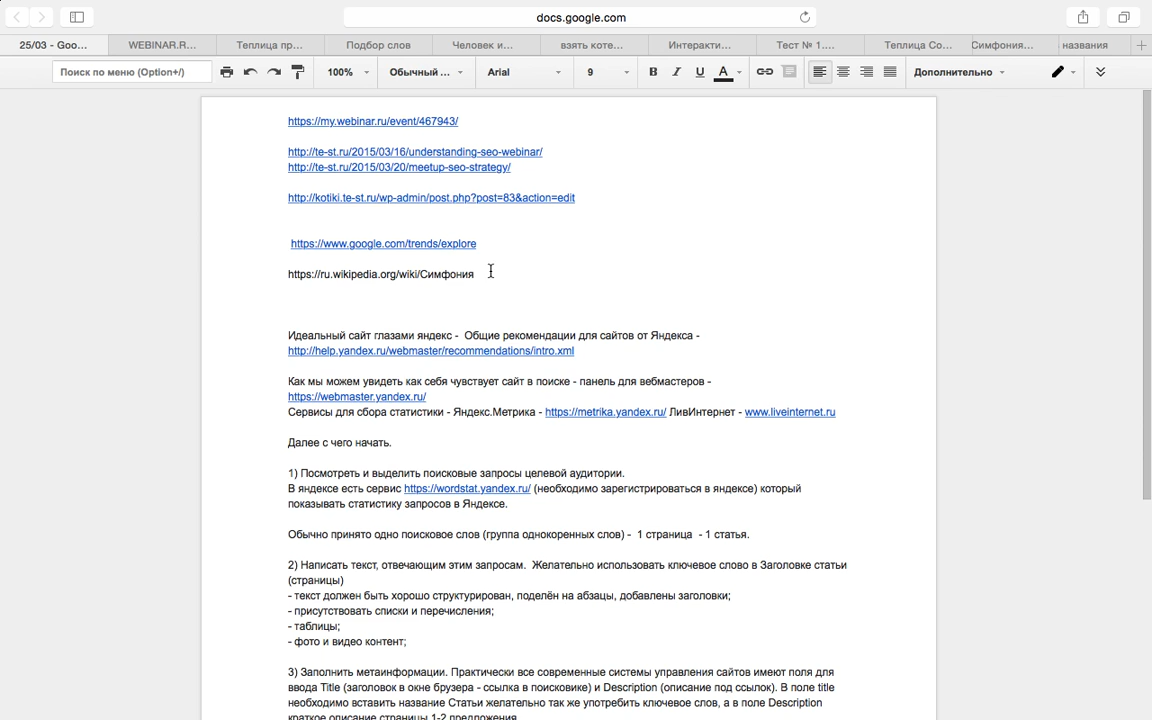 docs.google.com
25/03 - Goo...
WEBINAR.R...
Теплица пр...
Подбор слов
Человек и...
взять коте...
Интеракти...
Тест № 1....
Теплица Со...
Симфония...
названия
Поиск по меню (Option+/)
100%
Обычный ...
Arial
9
B
I
U
A
Дополнительно
https://my.webinar.ru/event/467943/
http://te-st.ru/2015/03/16/understanding-seo-webinar/
http://te-st.ru/2015/03/20/meetup-seo-strategy/
http://kotiki.te-st.ru/wp-admin/post.php?post=83&action=edit
https://www.google.com/trends/explore
https://ru.wikipedia.org/wiki/Симфония
Идеальный сайт глазами яндекс - Общие рекомендации для сайтов от Яндекса -
http://help.yandex.ru/webmaster/recommendations/intro.xml
Как мы можем увидеть как себя чувствует сайт в поиске - панель для вебмастеров -
https://webmaster.yandex.ru/
Сервисы для сбора статистики - Яндекс.Метрика - https://metrika.yandex.ru/ ЛивИнтернет - www.liveinternet.ru
Далее с чего начать.
1) Посмотреть и выделить поисковые запросы целевой аудитории.
В яндексе есть сервис https://wordstat.yandex.ru/ (необходимо зарегистрироваться в яндексе) который
показывать статистику запросов в Яндексе.
Обычно принято одно поисковое слов (группа однокоренных слов) - 1 страница - 1 статья.
2) Написать текст, отвечающим этим запросам. Желательно использовать ключевое слово в Заголовке статьи
(страницы)
- текст должен быть хорошо структурирован, поделён на абзацы, добавлены заголовки;
- присутствовать списки и перечисления;
- таблицы;
- фото и видео контент;
3) Заполнить метаинформации. Практически все современные системы управления сайтов имеют поля для
ввода Title (заголовок в окне брузера - ссылка в поисковике) и Description (описание под ссылок). В поле title
необходимо вставить название Статьи желательно так же употребить ключевое слов, а в поле Description
краткое описание страницы 1-2 предложения.